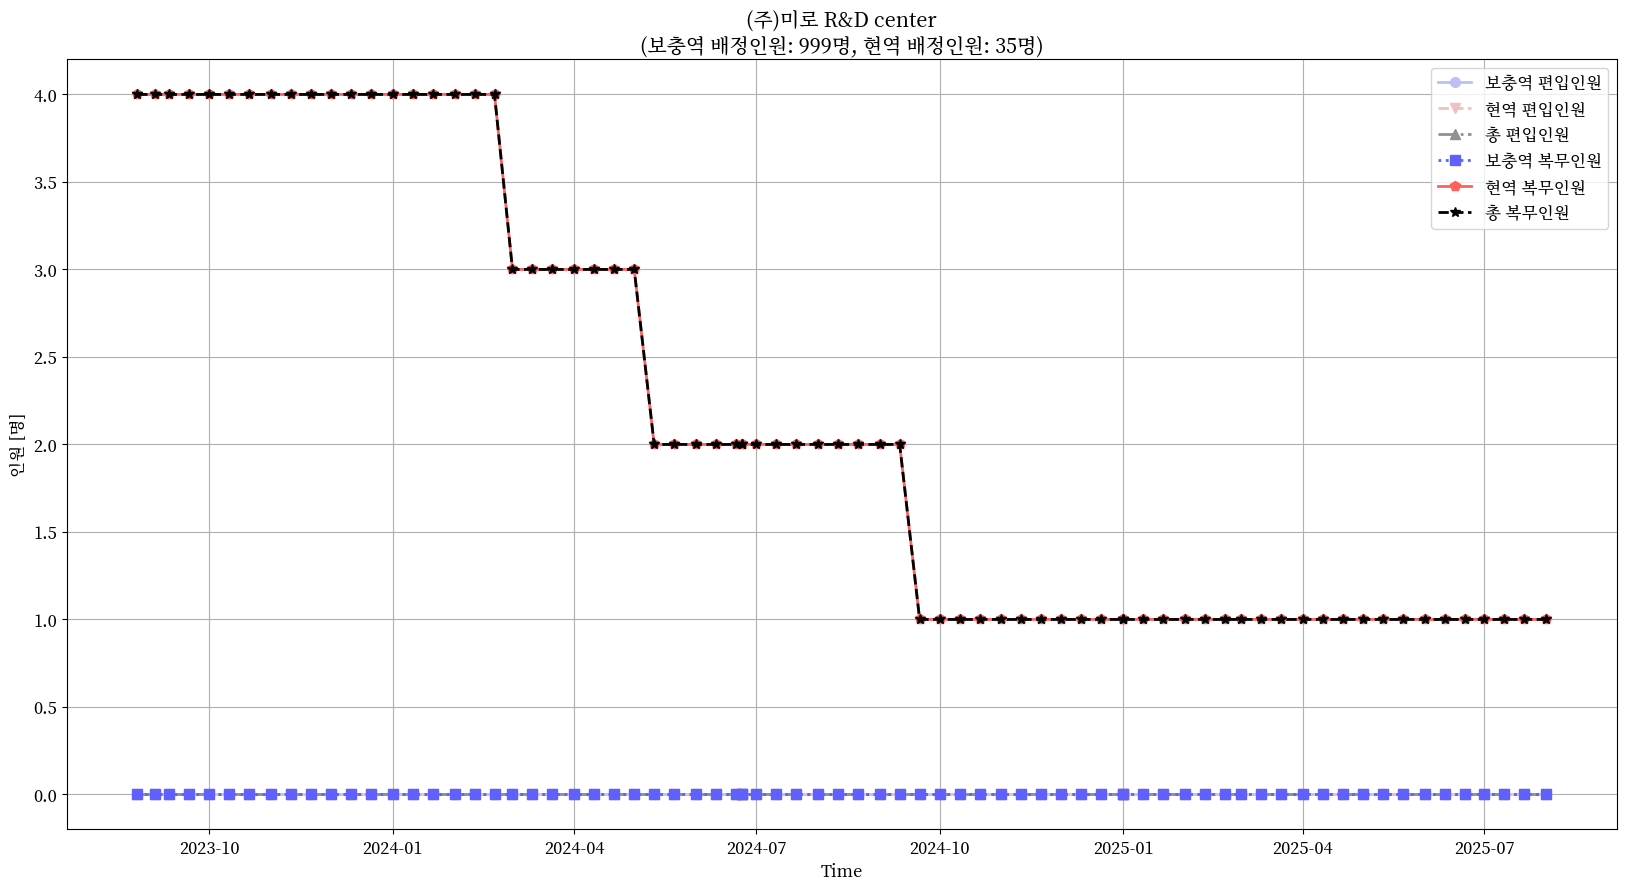 (주)미로 R&D center
(보충역 배정인원: 999명, 현역 배정인원: 35명)
보충역 편입인원
현역 편입인원
총 편입인원
보충역 복무인원
현역 복무인원
총 복무인원
4.0
3.5
3.0
2.5
2.0
1.5
1.0
0.5
0.0
인원 [명]
2023-10
2024-01
2024-04
2024-07
2024-10
2025-01
2025-04
2025-07
Time